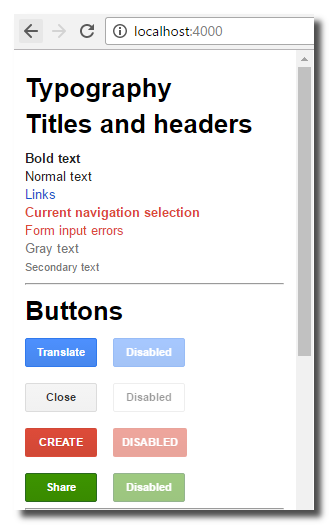 localhost:4000
Typography
Titles and headers
Bold text
Normal text
Links
Current navigation selection
Form input errors
Gray text
Secondary text
Buttons
Translate Disabled
Close Disabled
CREATE DISABLED
Share Disabled